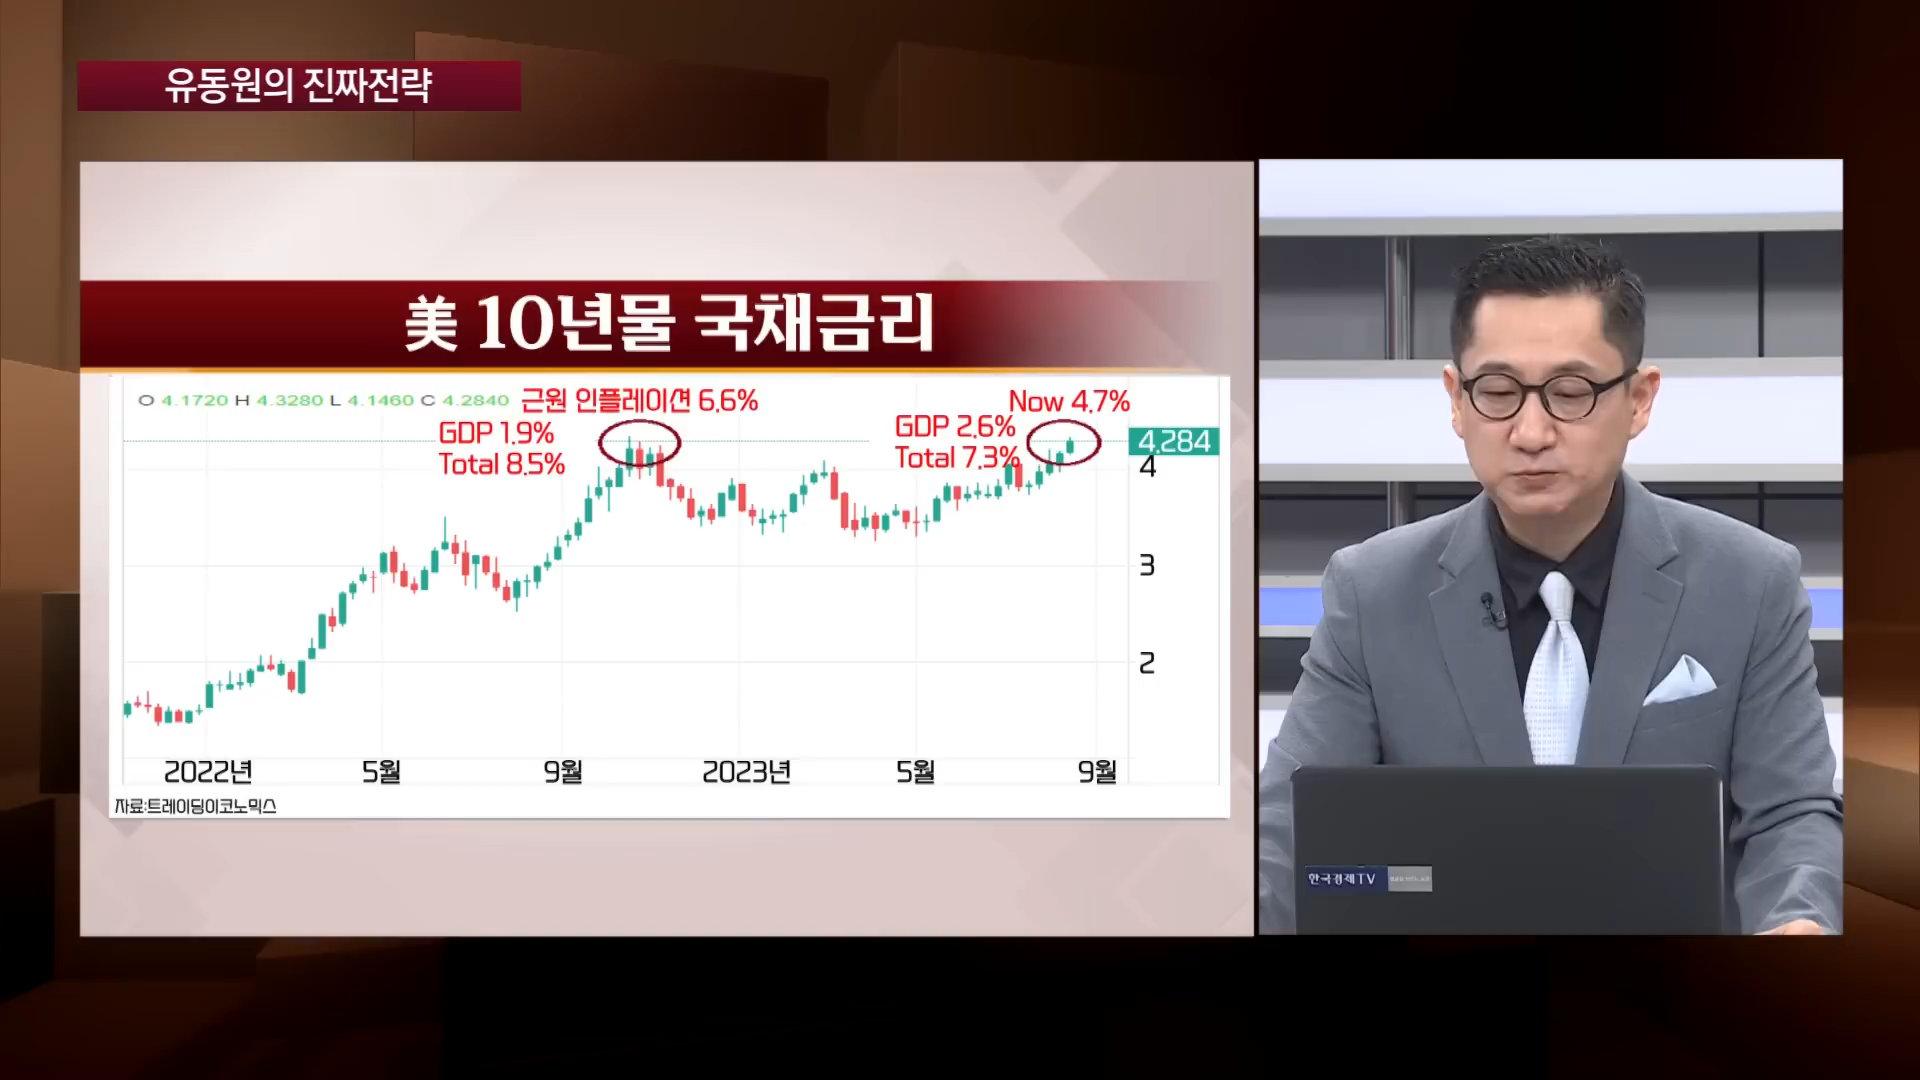 유동원의 진짜전략
美 10년물 국채금리
O 4.1720 H 4.3280 L 4.1460 C 4.2840
근원 인플레이션 6.6%
GDP 1.9%
Total 8.5%
Now 4.7%
GDP 2.6%
Total 7.3%
4.284
4
3
2
2022년 5월 9월 2023년 5월 9월
자료:트레이딩이코노믹스
한국경제TV